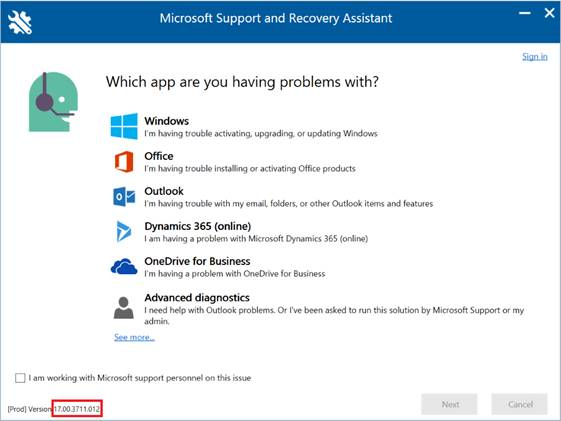 Microsoft Support and Recovery Assistant
Sign in
Which app are you having problems with?
Windows
I'm having trouble activating, upgrading, or updating Windows
Office
I'm having trouble installing or activating Office products
Outlook
I'm having trouble with my email, folders, or other Outlook items and features
Dynamics 365 (online)
I am having a problem with Microsoft Dynamics 365 (online)
OneDrive for Business
I'm having a problem with OneDrive for Business
Advanced diagnostics
I need help with Outlook problems. Or I've been asked to run this solution by Microsoft Support or my
admin.
See more...
I am working with Microsoft support personnel on this issue
[Prod] Version 17.00.3711.012
Next
Cancel